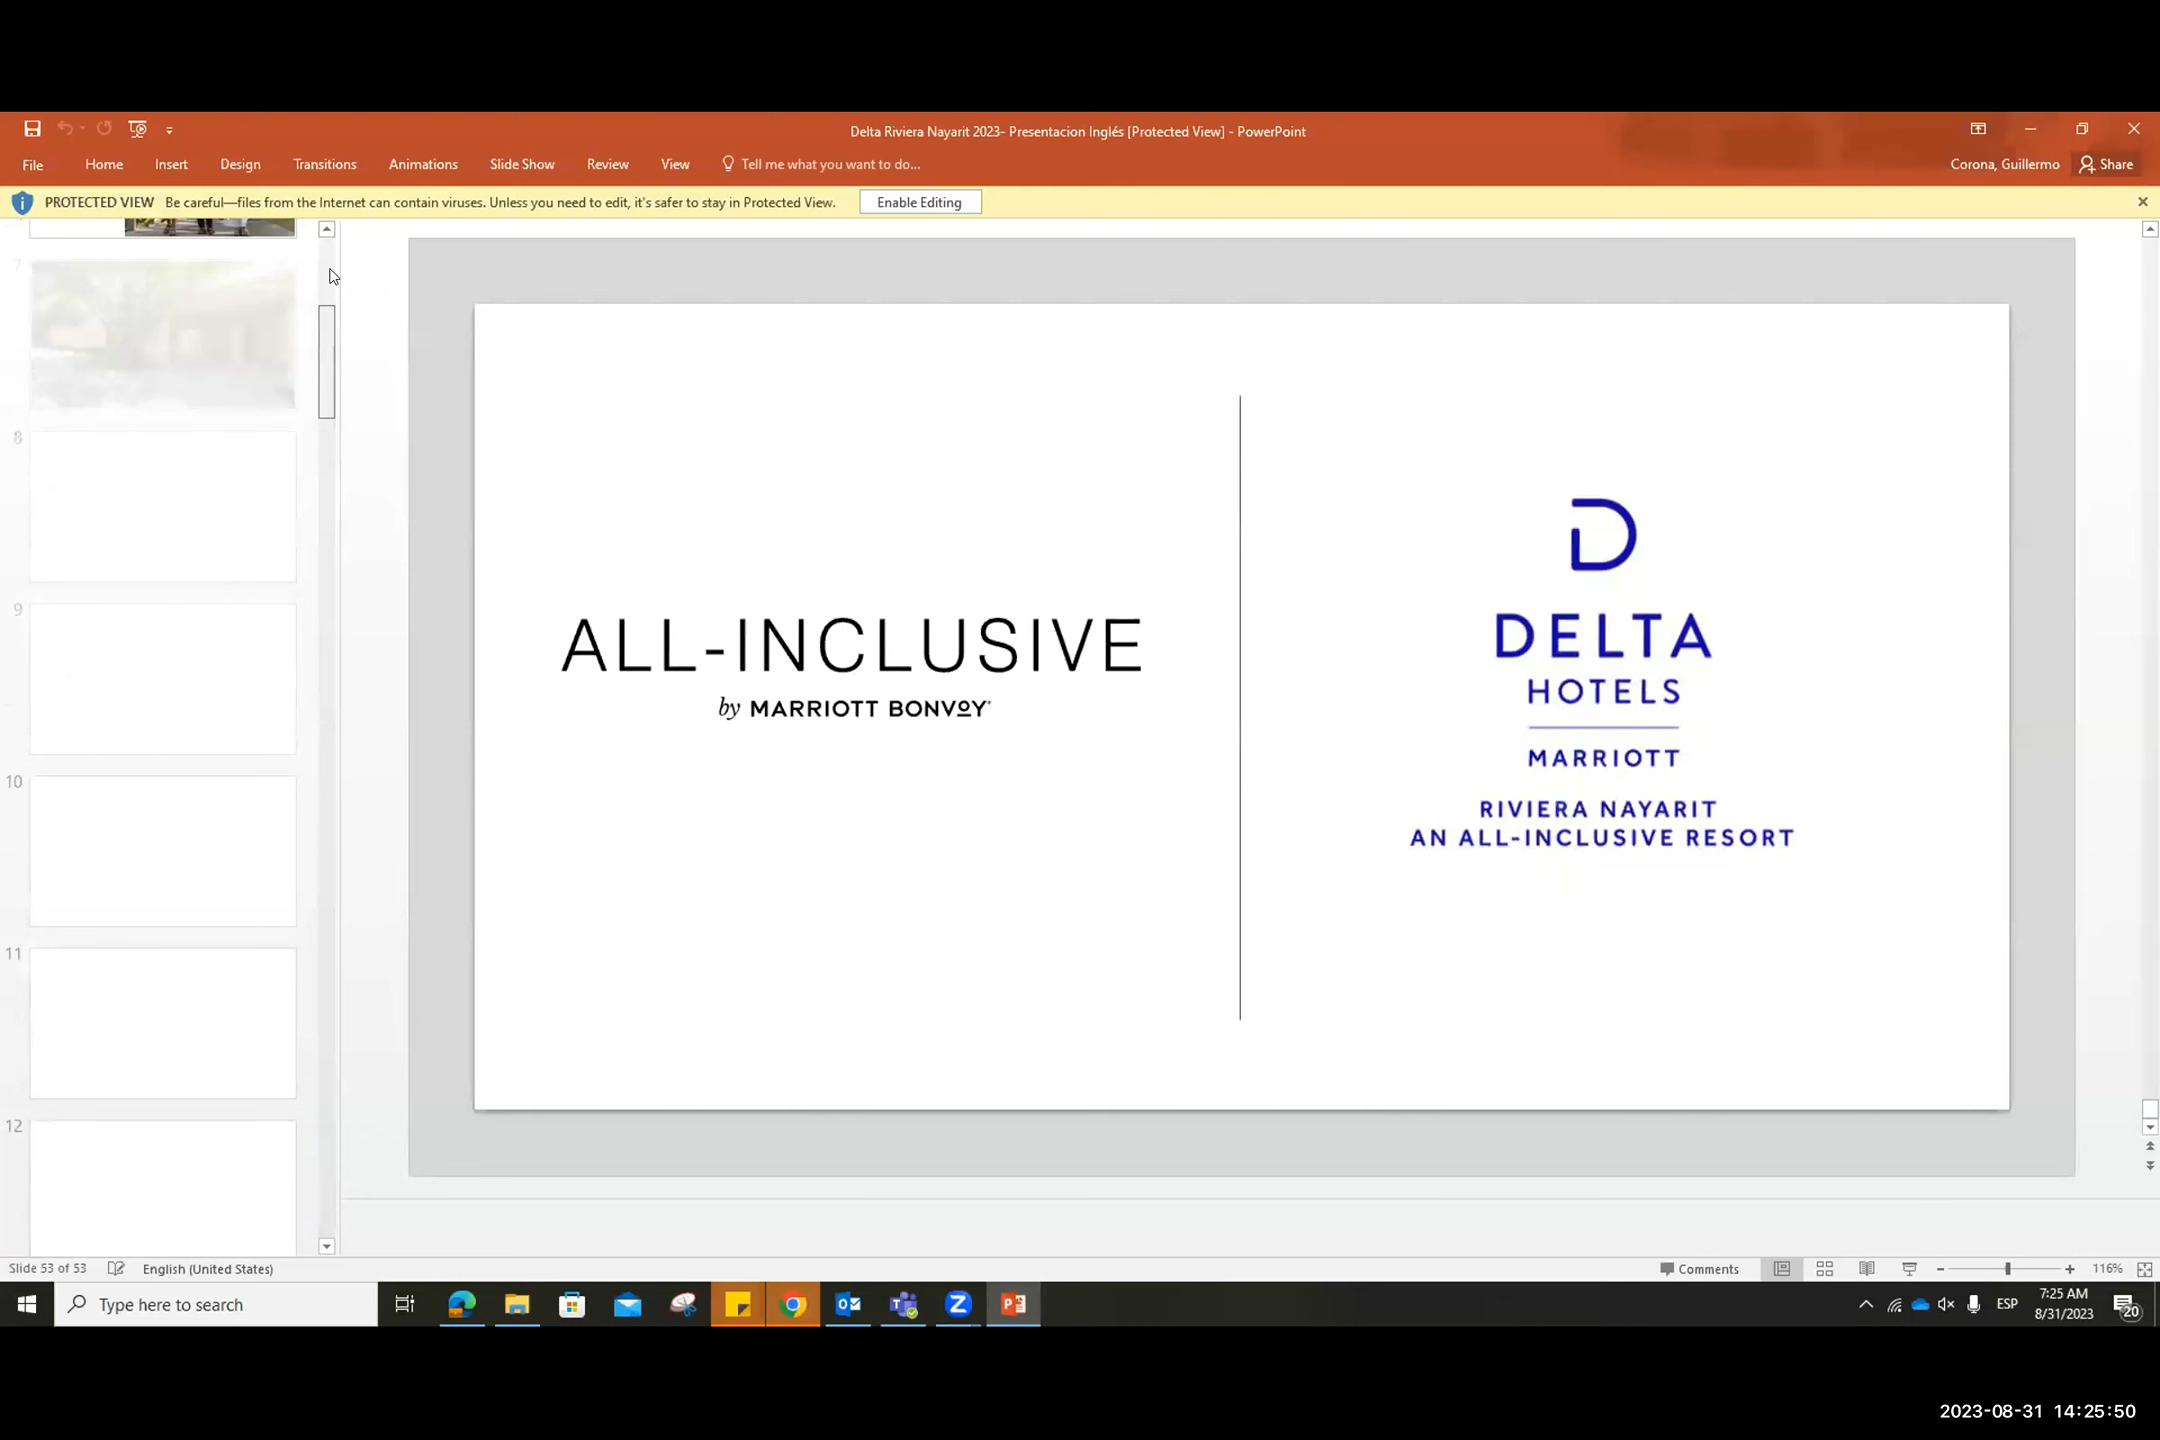 Delta Riviera Nayarit 2023- Presentacion Inglés [Protected View] - PowerPoint
File Home Insert Design Transitions Animations Slide Show Review View Tell me what you want to do... Corona, Guillermo Share
PROTECTED VIEW Be careful—files from the Internet can contain viruses. Unless you need to edit, it's safer to stay in Protected View. Enable Editing
7
8
9
10
11
12
ALL-INCLUSIVE
by MARRIOTT BONVOY
D
DELTA
HOTELS
MARRIOTT
RIVIERA NAYARIT
AN ALL-INCLUSIVE RESORT
Slide 53 of 53 English (United States) Comments 116%
Type here to search
ESP
7:25 AM
8/31/2023
20
2023-08-31 14:25:50